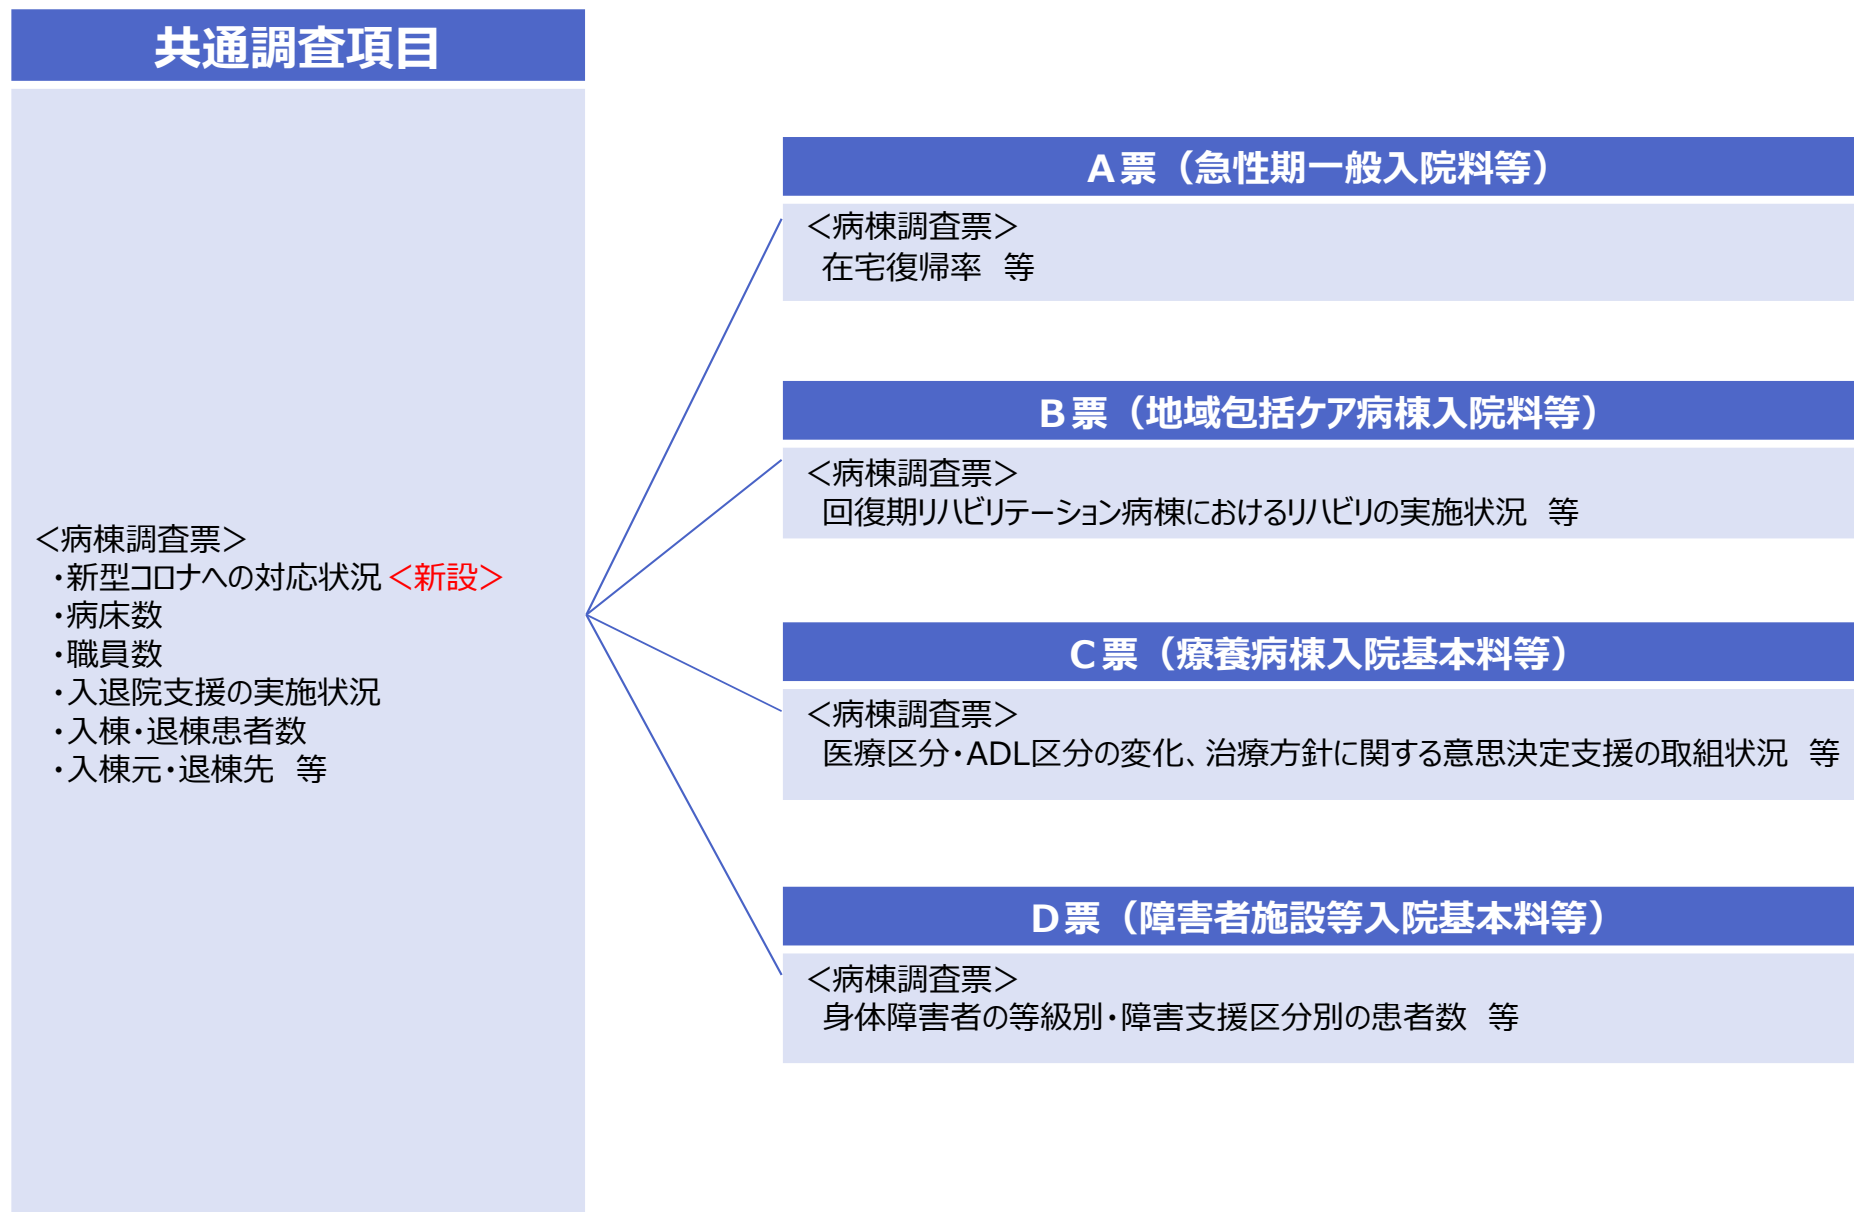 共通調査項目
＜病棟調査票＞
・新型コロナへの対応状況＜新設＞
・病床数
・職員数
・入退院支援の実施状況
・入棟・退棟患者数
・入棟元・退棟先　等
Ａ票（急性期一般入院料等）
＜病棟調査票＞
在宅復帰率　等
Ｂ票（地域包括ケア病棟入院料等）
＜病棟調査票＞
回復期リハビリテーション病棟におけるリハビリの実施状況　等
Ｃ票（療養病棟入院基本料等）
＜病棟調査票＞
医療区分・ADL区分の変化、治療方針に関する意思決定支援の取組状況　等
Ｄ票（障害者施設等入院基本料等）
＜病棟調査票＞
身体障害者の等級別・障害支援区分別の患者数　等